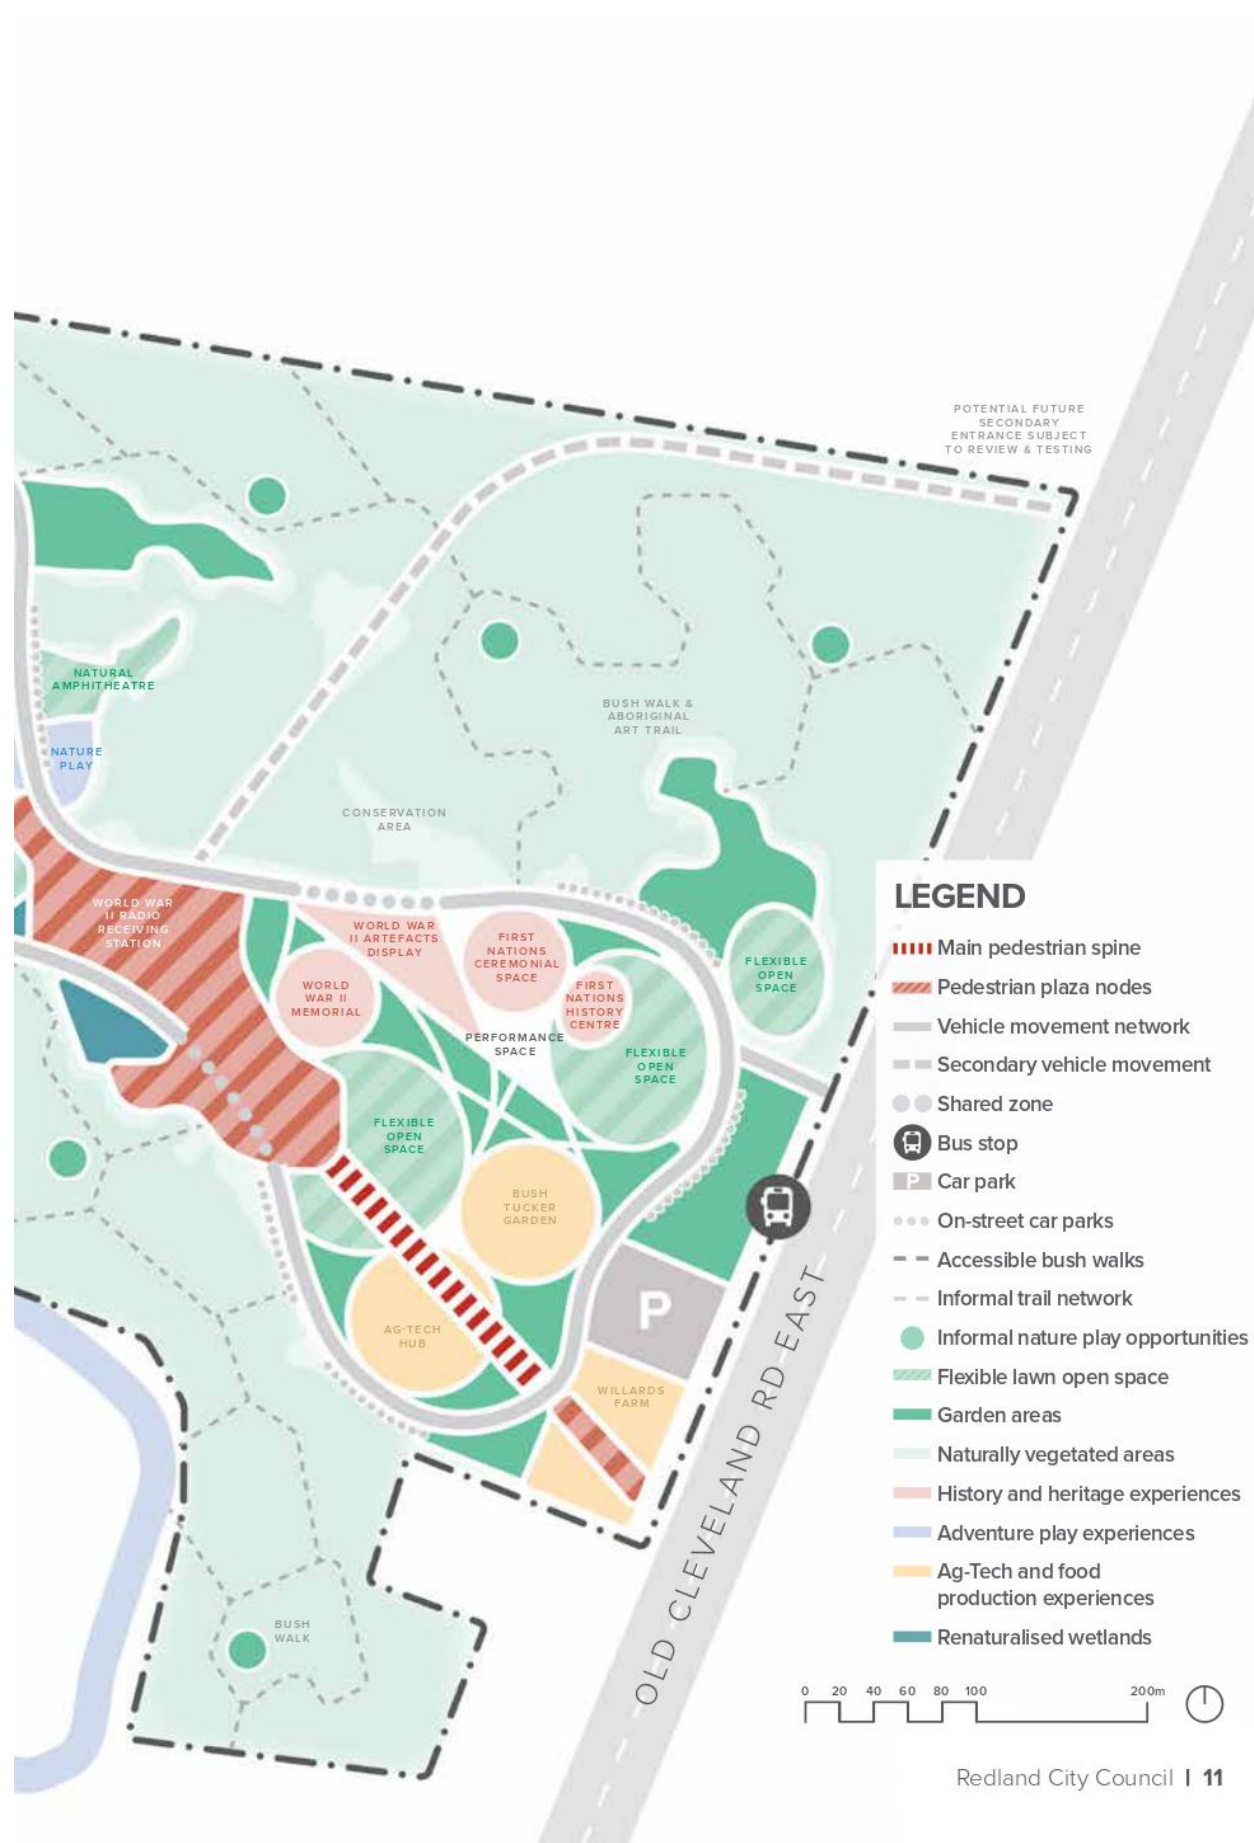 POTENTIAL FUTURE
SECONDARY
ENTRANCE SUBJECT
TO REVIEW & TESTING
NATURAL
AMPHITHEATRE
NATURE
PLAY
BUSH WALK &
ABORIGINAL
ART TRAIL
CONSERVATION
AREA
WORLD WAR
II RADIO
RECEIVING
STATION
WORLD WAR
II ARTEFACTS
DISPLAY
FIRST
NATIONS
CEREMONIAL
SPACE
FIRST
NATIONS
HISTORY
CENTRE
WORLD
WAR II
MEMORIAL
PERFORMANCE
SPACE
FLEXIBLE
OPEN
SPACE
FLEXIBLE
OPEN
SPACE
FLEXIBLE
OPEN
SPACE
BUSH
TUCKER
GARDEN
AG-TECH
HUB
P
WILLARDS
FARM
BUSH
WALK
OLD CLEVELAND RD EAST
LEGEND
Main pedestrian spine
Pedestrian plaza nodes
Vehicle movement network
Secondary vehicle movement
Shared zone
Bus stop
P Car park
On-street car parks
Accessible bush walks
Informal trail network
Informal nature play opportunities
Flexible lawn open space
Garden areas
Naturally vegetated areas
History and heritage experiences
Adventure play experiences
Ag-Tech and food
production experiences
Renaturalised wetlands
0 20 40 60 80 100 200m
Redland City Council | 11